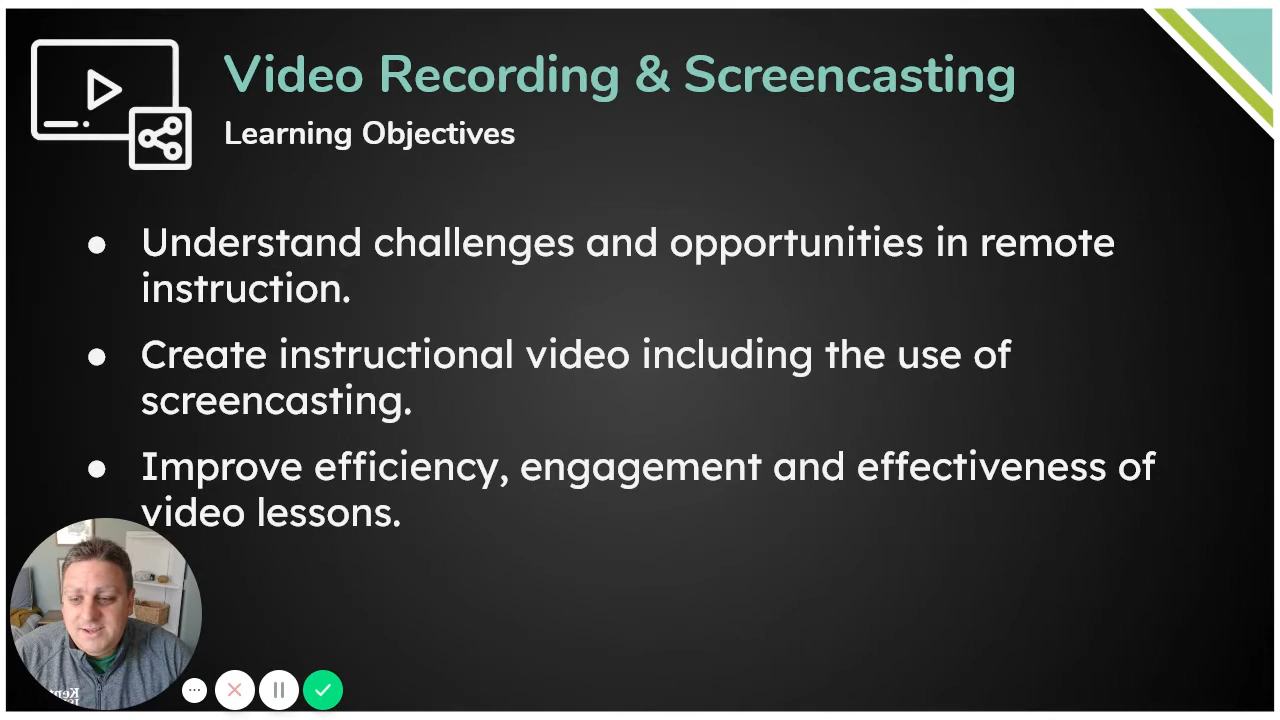 Video Recording & Screencasting
Learning Objectives
● Understand challenges and opportunities in remote
instruction.
● Create instructional video including the use of
screencasting.
● Improve efficiency, engagement and effectiveness of
video lessons.